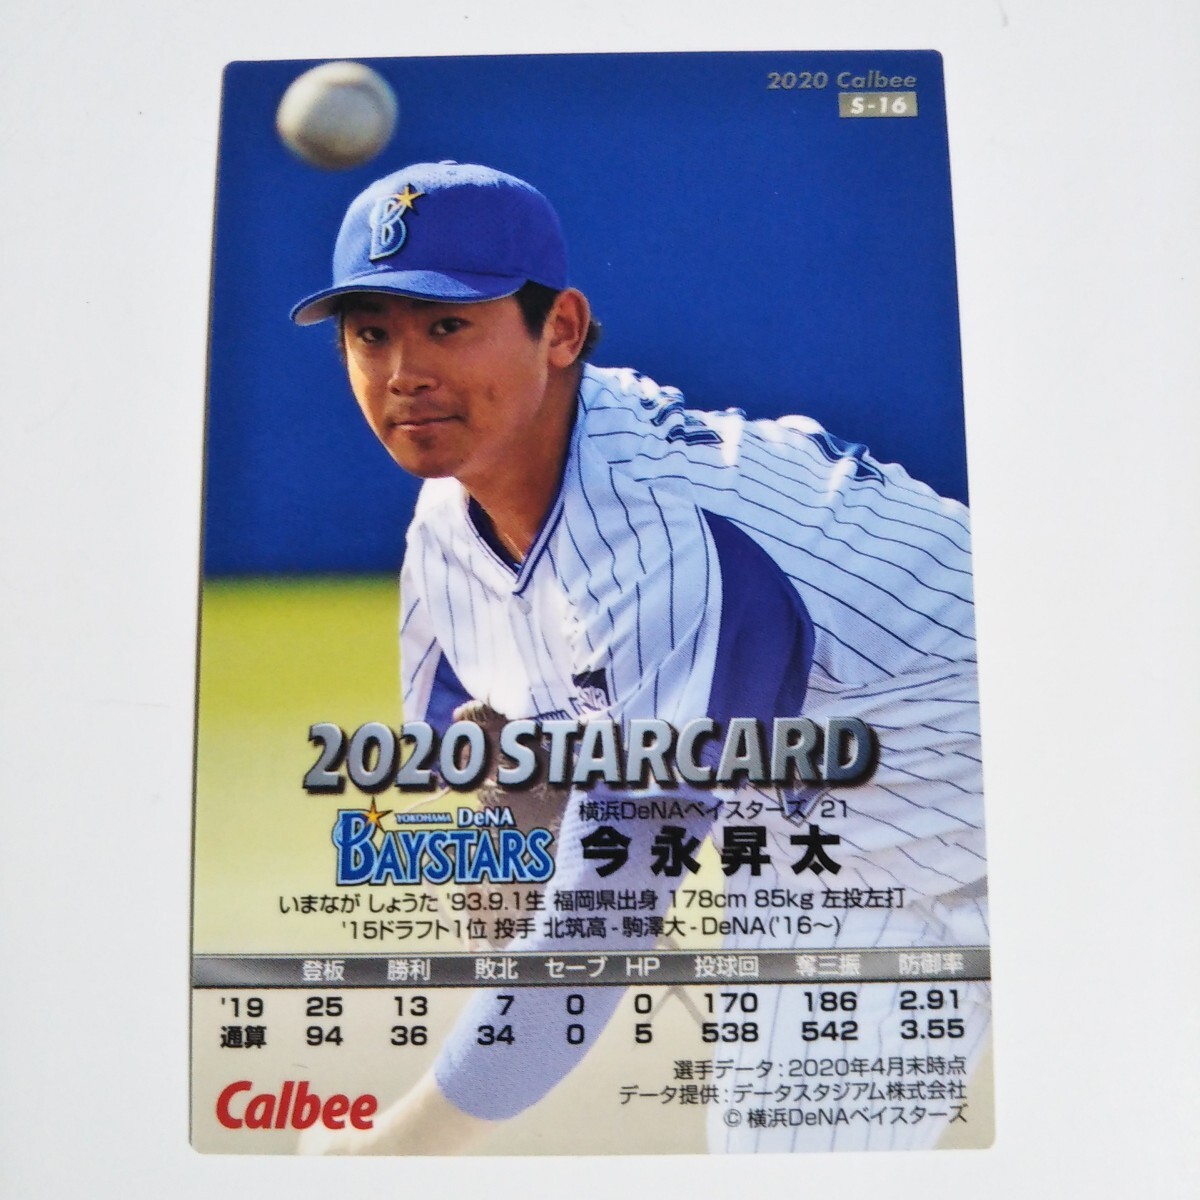 2020 Calbee
S-16
B
2020 STARCARD
YOKOHAMA DeNA
BAYSTARS
横浜DeNAベイスターズ／21
今永昇太
いまなが しょうた '93.9.1生 福岡県出身 178cm 85kg 左投左打
'15ドラフト1位 投手 北筑高-駒澤大-DeNA('16～)
登板 勝利 敗北 セーブ HP 投球回 奪三振 防御率
'19 25 13 7 0 0 170 186 2.91
通算 94 36 34 0 5 538 542 3.55
選手データ：2020年4月末時点
データ提供：データスタジアム株式会社
Calbee
© 横浜DeNAベイスターズ